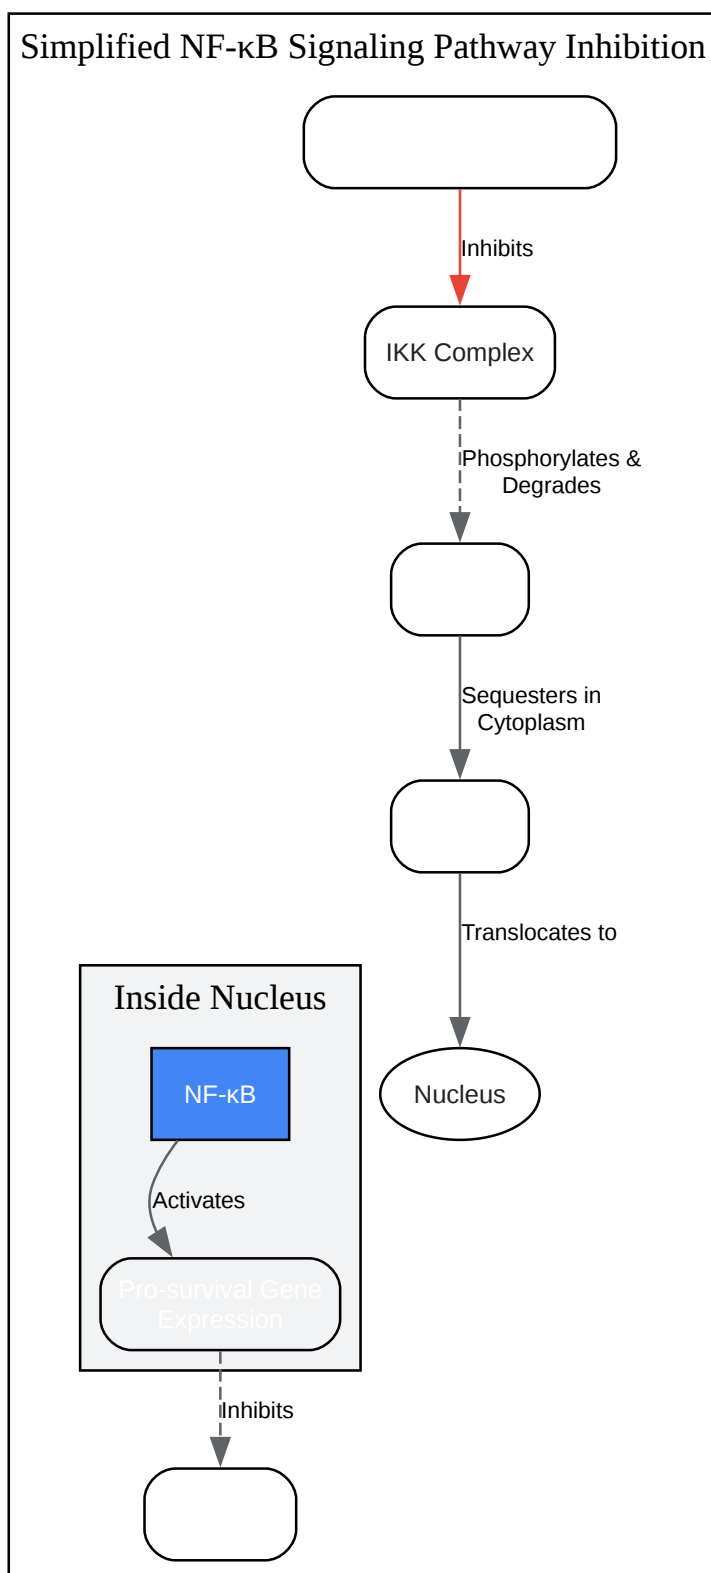 Simplified NF-κB Signaling Pathway Inhibition
Inhibits
IKK Complex
Phosphorylates &
Degrades
Sequesters in
Cytoplasm
Translocates to
Inside Nucleus
NF-κB
Nucleus
Activates
Pro-survival Gene
Expression
Inhibits